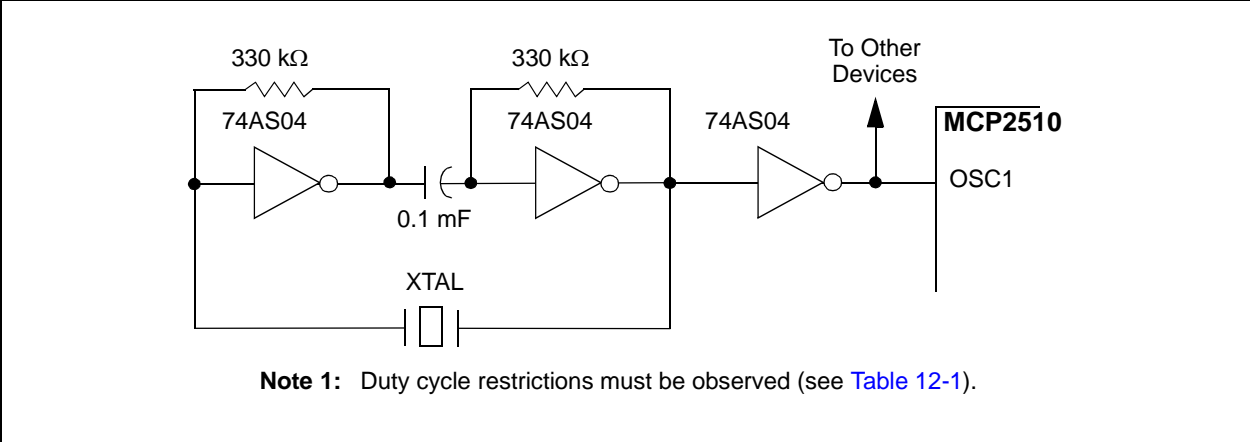 330 kΩ
330 kΩ
To Other
Devices
74AS04
74AS04
74AS04
MCP2510
OSC1
0.1 mF
XTAL
Note 1: Duty cycle restrictions must be observed (see Table 12-1).